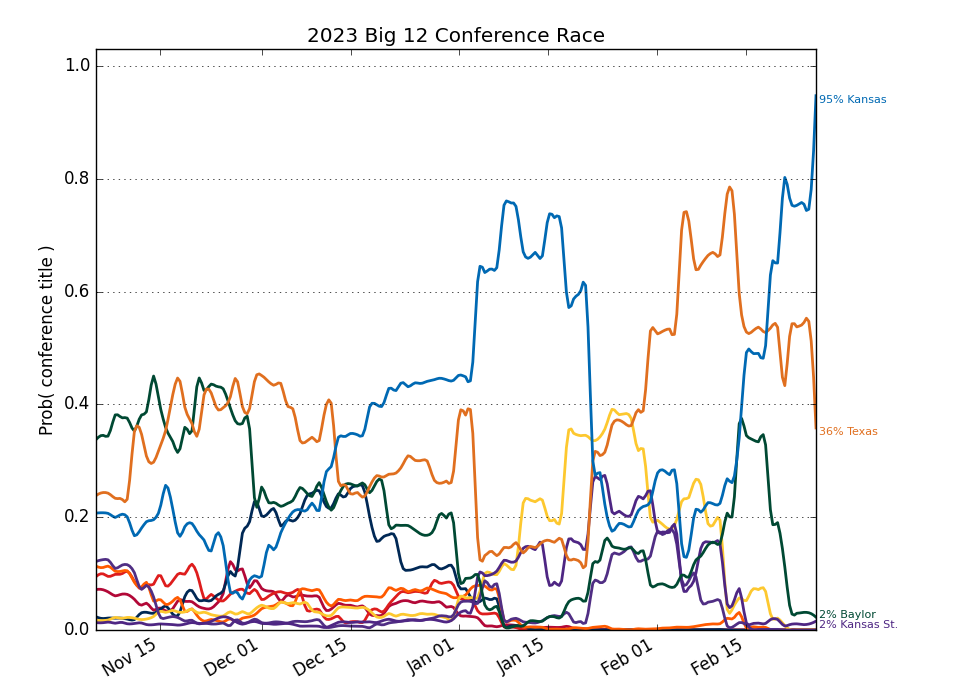 2023 Big 12 Conference Race
1.0
0.8
0.6
0.4
0.2
0.0
Prob( conference title )
95% Kansas
36% Texas
2% Baylor
2% Kansas St.
Nov 15
Dec 01
Dec 15
Jan 01
Jan 15
Feb 01
Feb 15